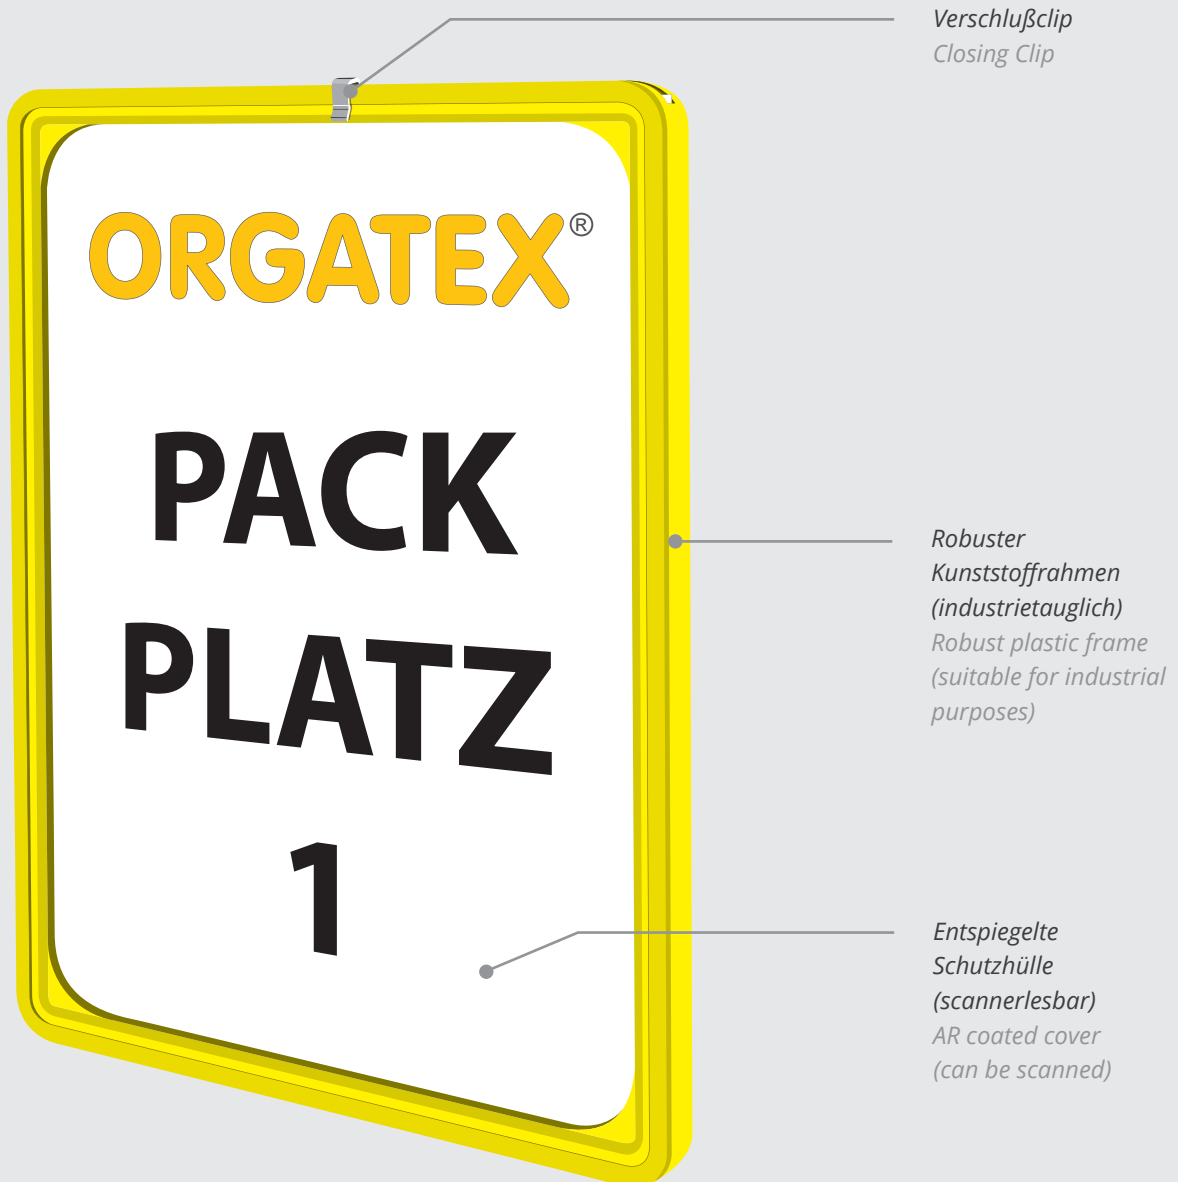 Verschlußclip
Closing Clip
ORGATEX®
PACK
PLATZ
1
Robuster
Kunststoffrahmen
(industrietauglich)
Robust plastic frame
(suitable for industrial
purposes)
Entspiegelte
Schutzhülle
(scannerlesbar)
AR coated cover
(can be scanned)